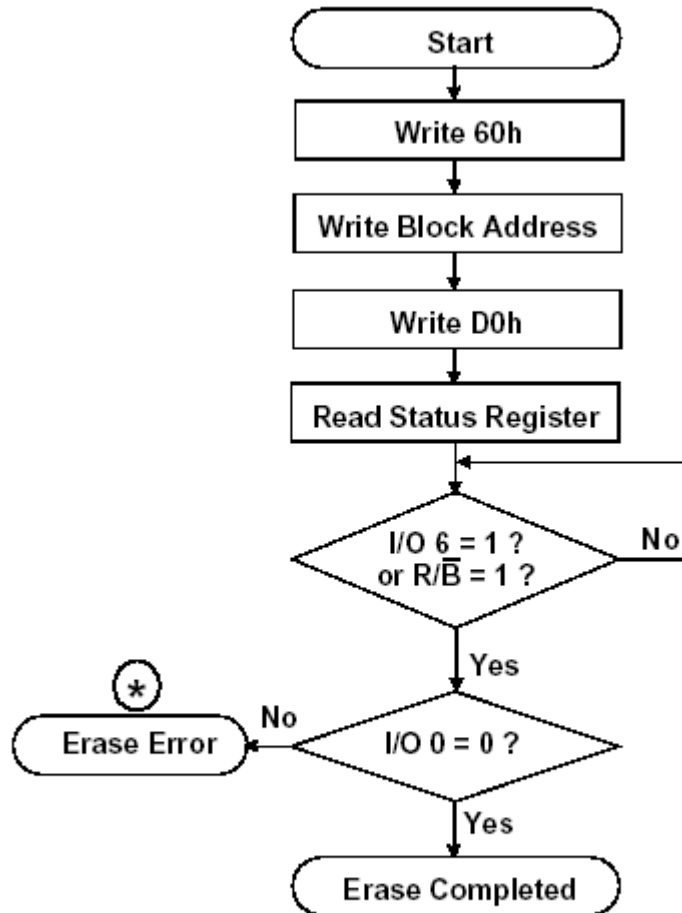 Start
Write 60h
Write Block Address
Write D0h
Read Status Register
I/O 6 = 1 ?
or R/B̅ = 1 ?
No
Yes
*
Erase Error
No
I/O 0 = 0 ?
Yes
Erase Completed